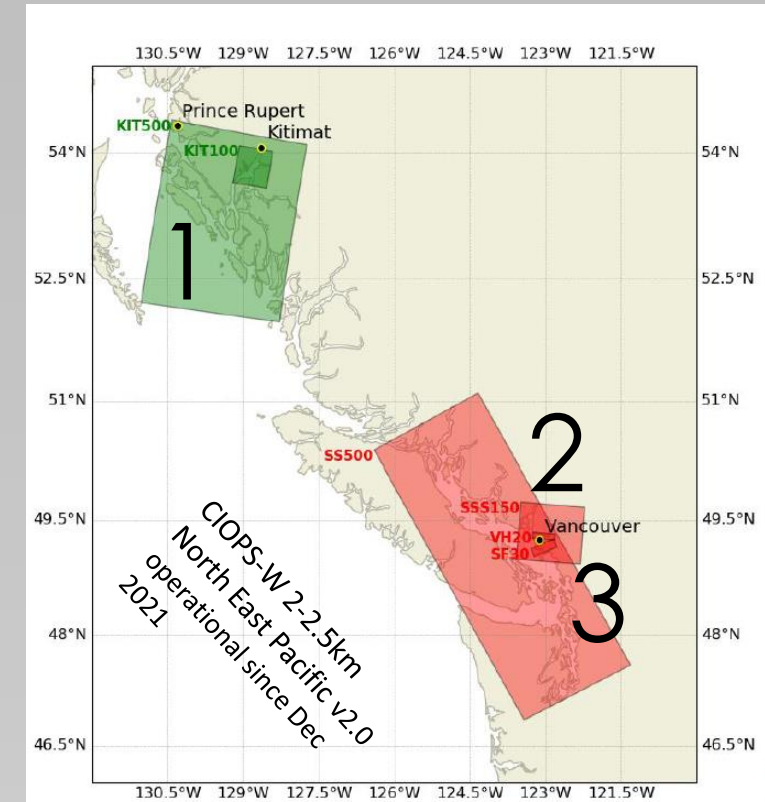 130.5°W 129°W 127.5°W 126°W 124.5°W 123°W 121.5°W
Prince Rupert
KIT500
Kitimat
KIT100
54°N 54°N
1
52.5°N 52.5°N
51°N 51°N
2
SS500
SSS150
49.5°N 49.5°N
Vancouver
VH20
SF30
3
CIOPS-W 2-2.5km
North East Pacific v2.0
operational since Dec
2021
48°N 48°N
46.5°N 46.5°N
130.5°W 129°W 127.5°W 126°W 124.5°W 123°W 121.5°W